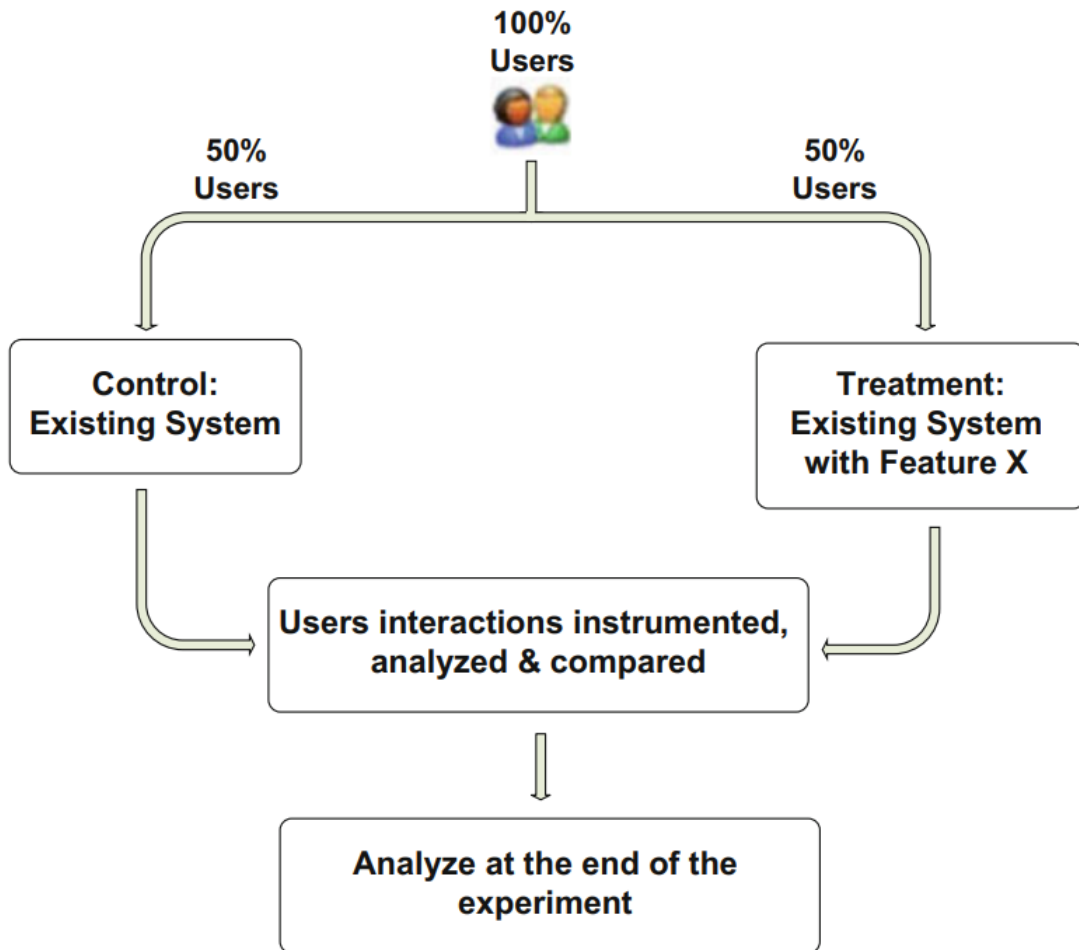 100%
Users
50%
Users
50%
Users
Control:
Existing System
Treatment:
Existing System
with Feature X
Users interactions instrumented,
analyzed & compared
Analyze at the end of the
experiment